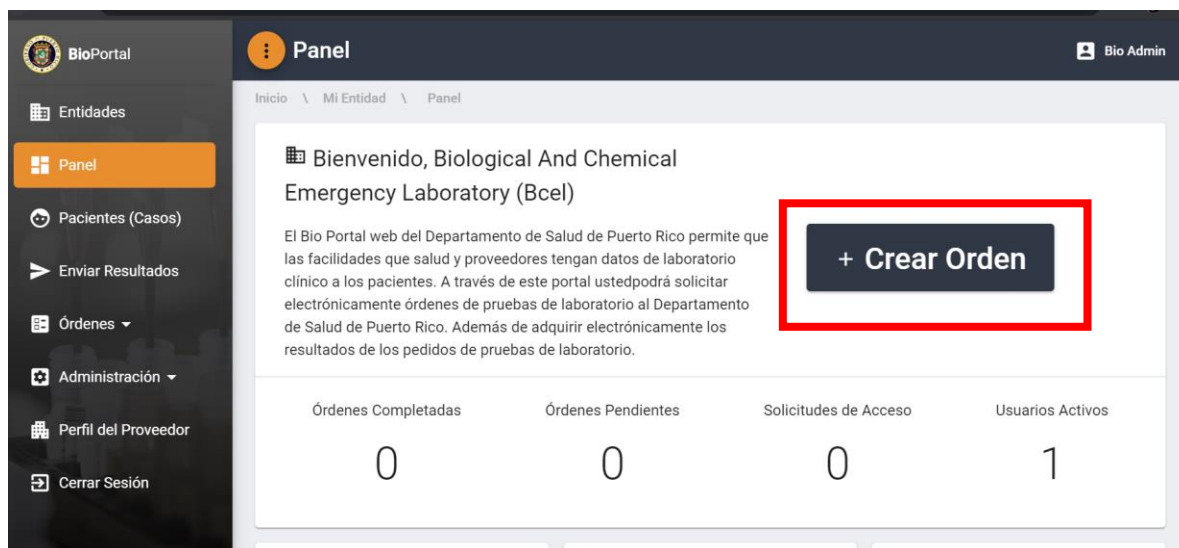 BioPortal
Entidades
Panel
Pacientes (Casos)
Enviar Resultados
Órdenes
Administración
Perfil del Proveedor
Cerrar Sesión
Panel
Bio Admin
Inicio \ Mi Entidad \ Panel
Bienvenido, Biological And Chemical
Emergency Laboratory (Bcel)
El Bio Portal web del Departamento de Salud de Puerto Rico permite que
las facilidades que salud y proveedores tengan datos de laboratorio
clínico a los pacientes. A través de este portal ustedpodrá solicitar
electrónicamente órdenes de pruebas de laboratorio al Departamento
de Salud de Puerto Rico. Además de adquirir electrónicamente los
resultados de los pedidos de pruebas de laboratorio.
+ Crear Orden
Órdenes Completadas
0
Órdenes Pendientes
0
Solicitudes de Acceso
0
Usuarios Activos
1